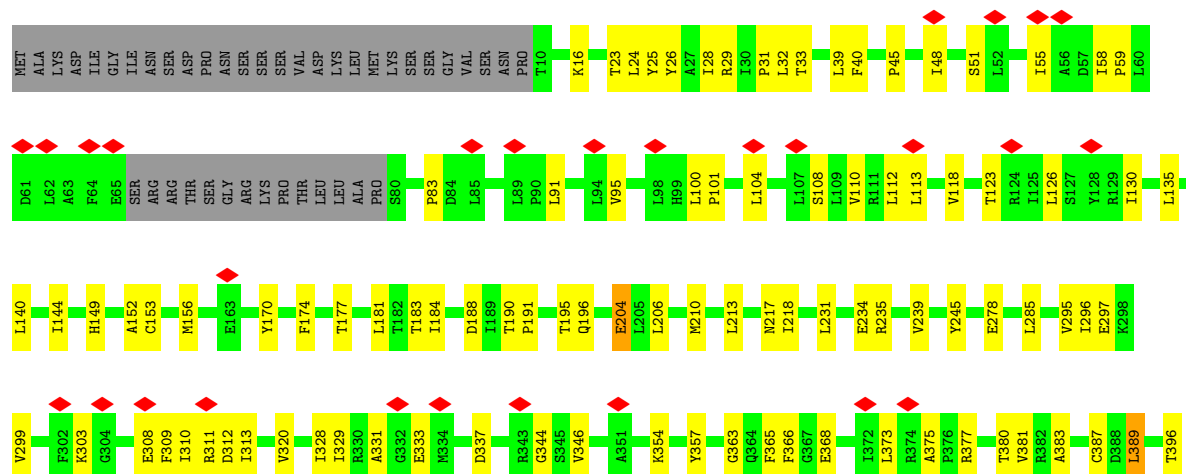 MET ALA LYS ASP ILE GLY ILE ASN SER ASP PRO ASN SER SER SER VAL ASP LYS LEU MET LYS SER SER GLY VAL SER ASN PRO T10 K16 T23 L24 Y25 Y26 A27 I28 R29 I30 P31 L32 T33 L39 F40 P45 I48 S51 L52 I55 A56 D57 I58 P59 L60
D61 L62 A63 F64 E65 SER ARG ARG THR SER GLY ARG LYS PRO THR LEU LEU ALA PRO S80 P83 D84 L85 L89 P90 L91 L94 V95 L98 H99 L100 P101 L104 L107 S108 L109 V110 R111 L112 L113 V118 T123 R124 I125 L126 S127 Y128 R129 I130 L135
L140 I144 H149 A152 C153 M156 E163 Y170 F174 T177 L181 T182 T183 I184 D188 I189 T190 P191 T195 Q196 E204 L205 L206 M210 L213 N217 I218 L231 E234 R235 V239 Y245 E278 L285 V295 I296 E297 K298
V299 F302 K303 G304 E308 F309 I310 R311 D312 I313 V320 I328 I329 R330 A331 G332 E333 M334 D337 R343 G344 S345 V346 A351 K354 Y357 G363 Q364 F365 F366 G367 E368 I372 L373 R374 A375 P376 R377 T380 V381 R382 A383 C387 D388 L389 T396